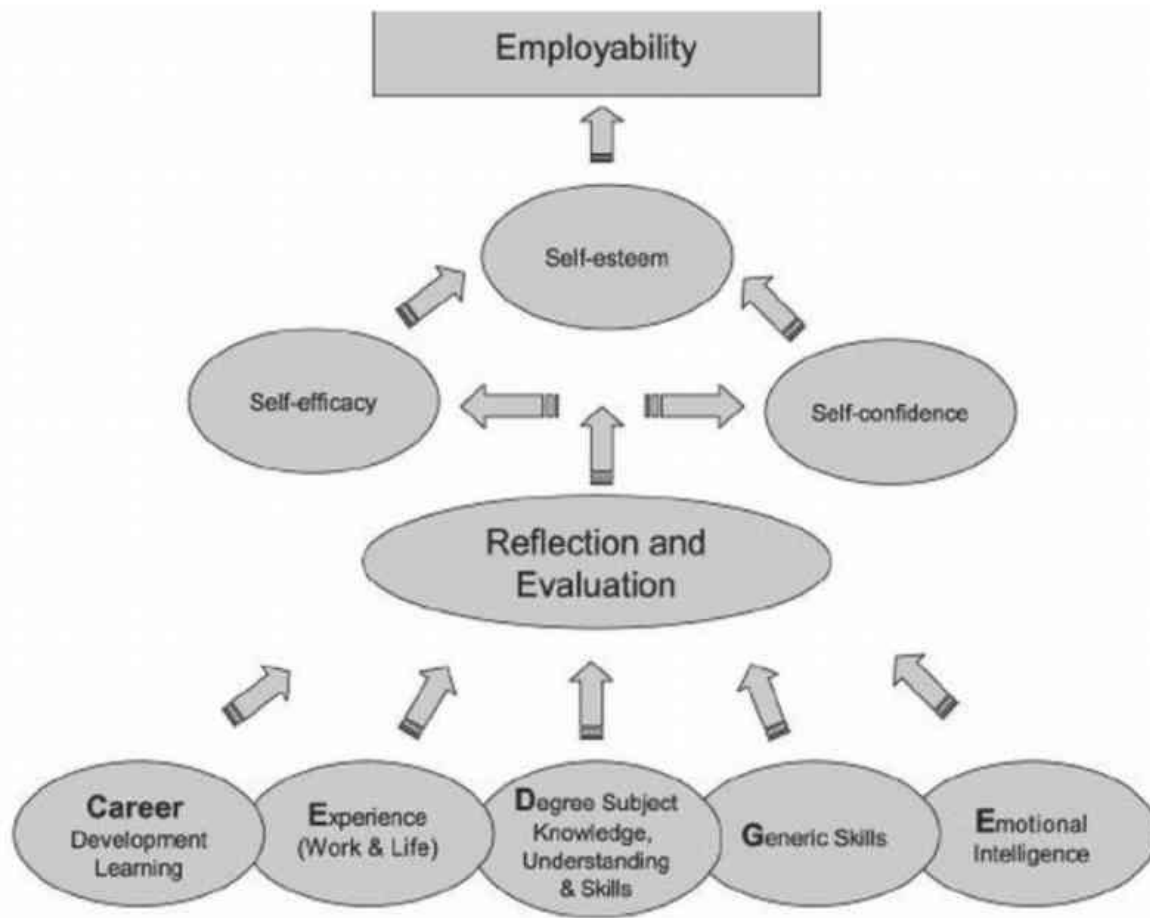 Employability
Self-esteem
Self-efficacy
Self-confidence
Reflection and
Evaluation
Career
Development
Learning
Experience
(Work & Life)
Degree Subject
Knowledge,
Understanding
& Skills
Generic Skills
Emotional
Intelligence